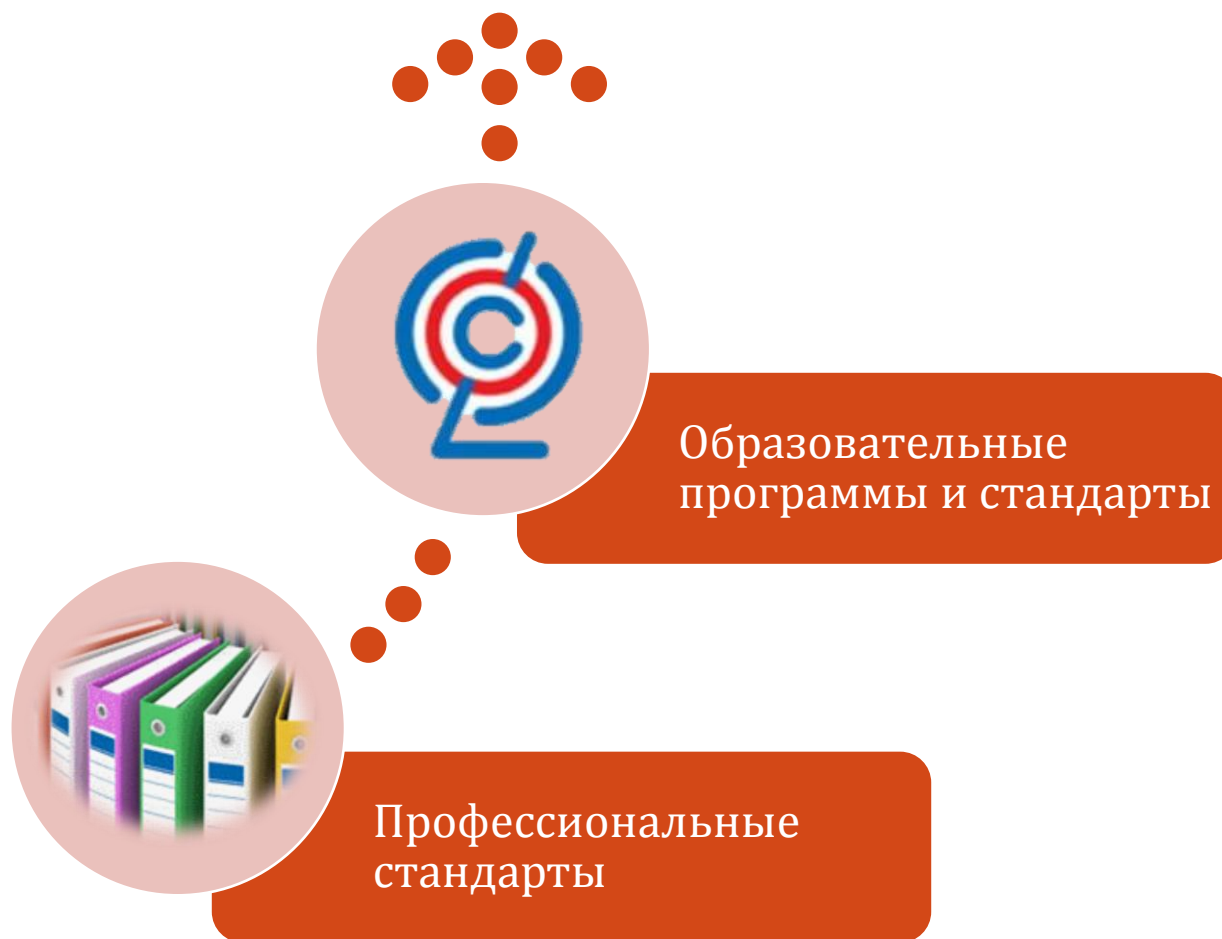 Образовательные
программы и стандарты
Профессиональные
стандарты